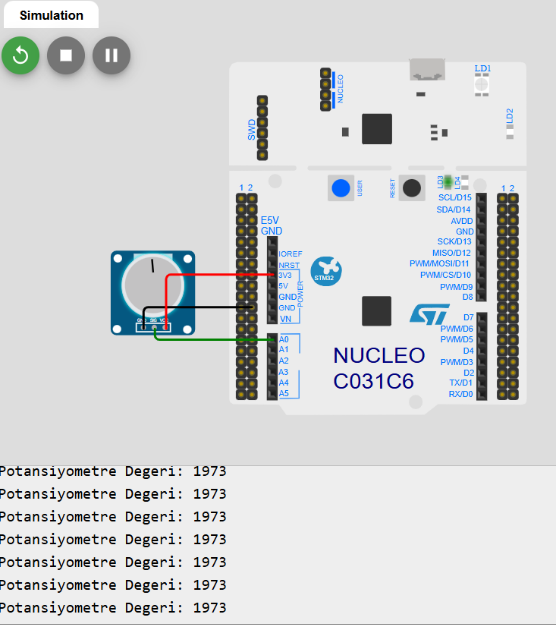 Simulation
NUCLEO
LD1
SWD
LD2
USER
RESET
LD3
LD4
1 2
1 2
E5V
GND
IOREF
NRST
3V3
5V
GND
GND
VN
POWER
A0
A1
A2
A3
A4
A5
SCL/D15
SDA/D14
AVDD
GND
SCK/D13
MISO/D12
PWM/MOSI/D11
PWM/CS/D10
PWM/D9
D8
D7
PWM/D6
PWM/D5
D4
PWM/D3
D2
TX/D1
RX/D0
STM32
ST
NUCLEO
C031C6
Potansiyometre Degeri: 1973
Potansiyometre Degeri: 1973
Potansiyometre Degeri: 1973
Potansiyometre Degeri: 1973
Potansiyometre Degeri: 1973
Potansiyometre Degeri: 1973
Potansiyometre Degeri: 1973